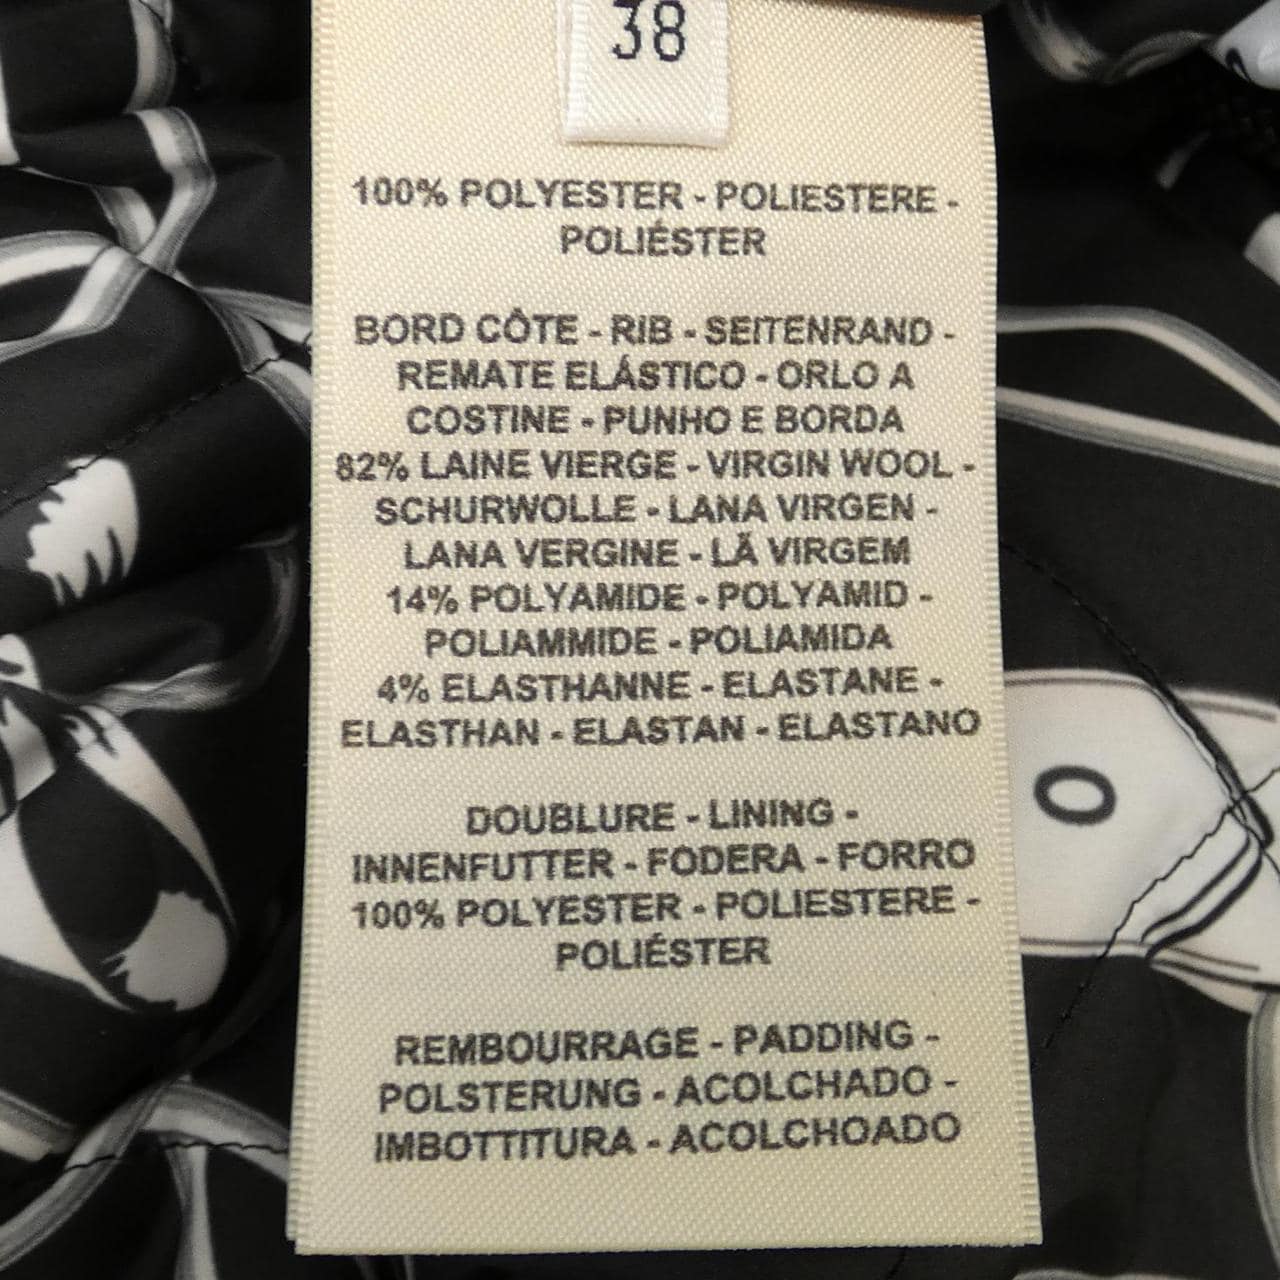 38
100% POLYESTER - POLIESTERE -
POLIÉSTER
BORD CÔTE - RIB - SEITENRAND -
REMATE ELÁSTICO - ORLO A
COSTINE - PUNHO E BORDA
82% LAINE VIERGE - VIRGIN WOOL -
SCHURWOLLE - LANA VIRGEN -
LANA VERGINE - LÃ VIRGEM
14% POLYAMIDE - POLYAMID -
POLIAMMIDE - POLIAMIDA
4% ELASTHANNE - ELASTANE -
ELASTHAN - ELASTAN - ELASTANO
DOUBLURE - LINING -
INNENFUTTER - FODERA - FORRO
100% POLYESTER - POLIESTERE -
POLIÉSTER
REMBOURRAGE - PADDING -
POLSTERUNG - ACOLCHADO -
IMBOTTITURA - ACOLCHOADO